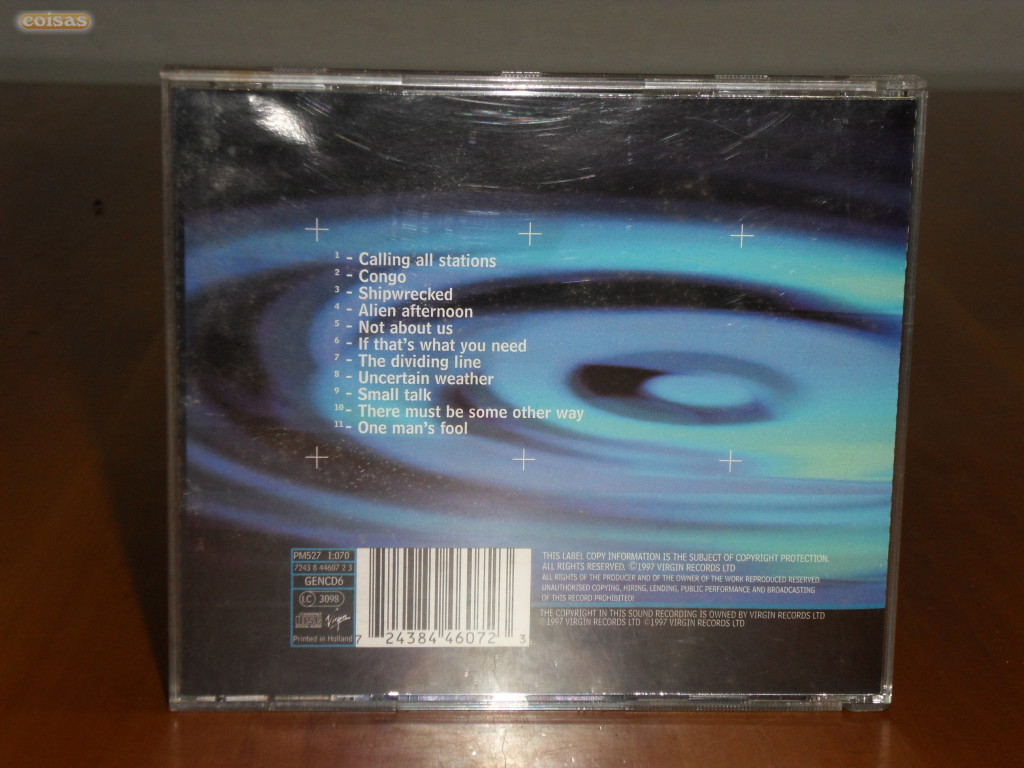 coisas
1 - Calling all stations
2 - Congo
3 - Shipwrecked
4 - Alien afternoon
5 - Not about us
6 - If that's what you need
7 - The dividing line
8 - Uncertain weather
9 - Small talk
10 - There must be some other way
11 - One man's fool
PM527 1:070
7243 8 44607 2 3
GENCD6
LC 3098
Virgin
Printed in Holland
7 24384 46072 3
THIS LABEL COPY INFORMATION IS THE SUBJECT OF COPYRIGHT PROTECTION.
ALL RIGHTS RESERVED. ©1997 VIRGIN RECORDS LTD
ALL RIGHTS OF THE PRODUCER AND OF THE OWNER OF THE WORK REPRODUCED RESERVED
UNAUTHORISED COPYING, HIRING, LENDING, PUBLIC PERFORMANCE AND BROADCASTING
OF THIS RECORD PROHIBITED!
THE COPYRIGHT IN THIS SOUND RECORDING IS OWNED BY VIRGIN RECORDS LTD
℗1997 VIRGIN RECORDS LTD ©1997 VIRGIN RECORDS LTD